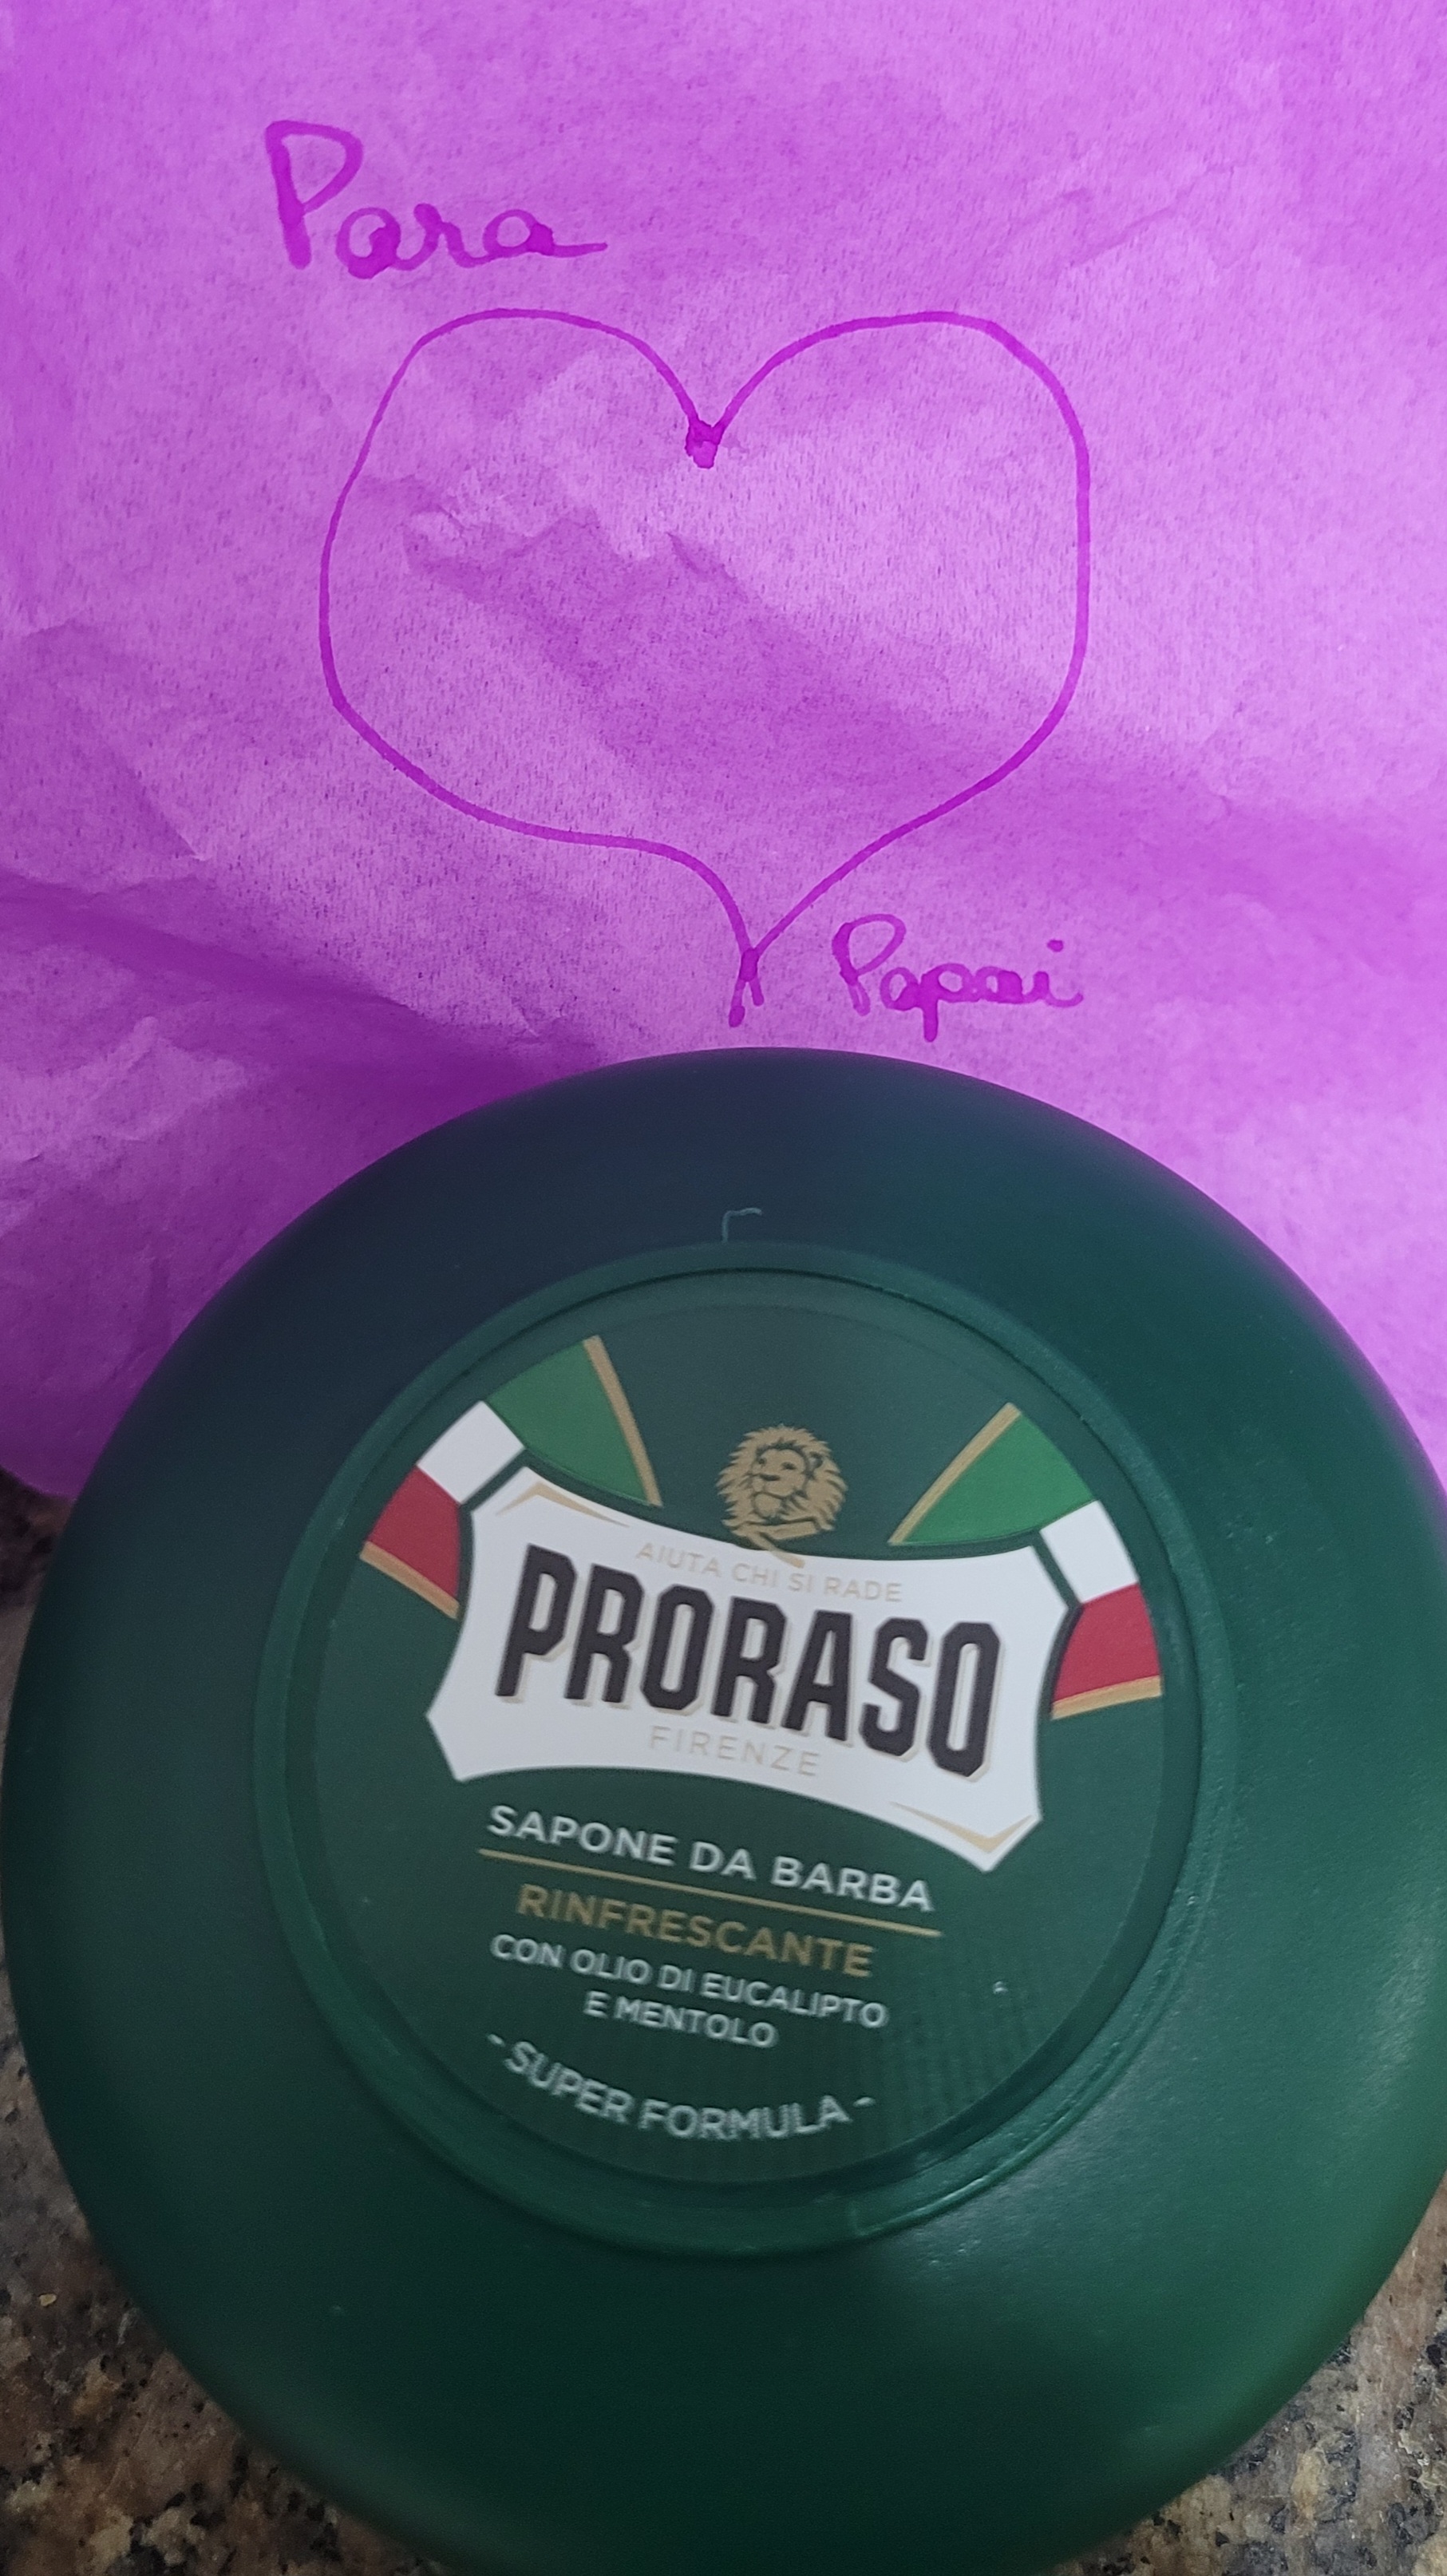 Para
Papai
AIUTA CHI SI RADE
PRORASO
FIRENZE
SAPONE DA BARBA
RINFRESCANTE
CON OLIO DI EUCALIPTO
E MENTOLO
- SUPER FORMULA -